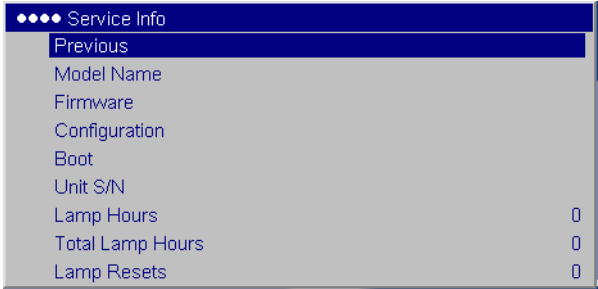 Service Info
Previous
Model Name
Firmware
Configuration
Boot
Unit S/N
Lamp Hours 0
Total Lamp Hours 0
Lamp Resets 0